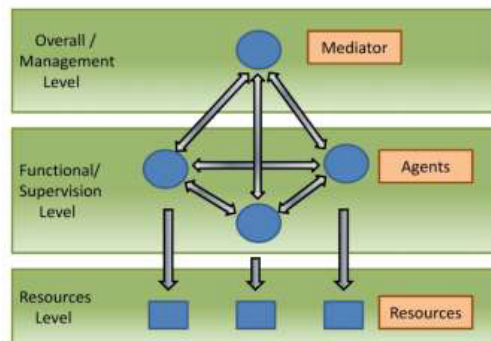 Overall /
Management
Level
Mediator
Functional/
Supervision
Level
Agents
Resources
Level
Resources